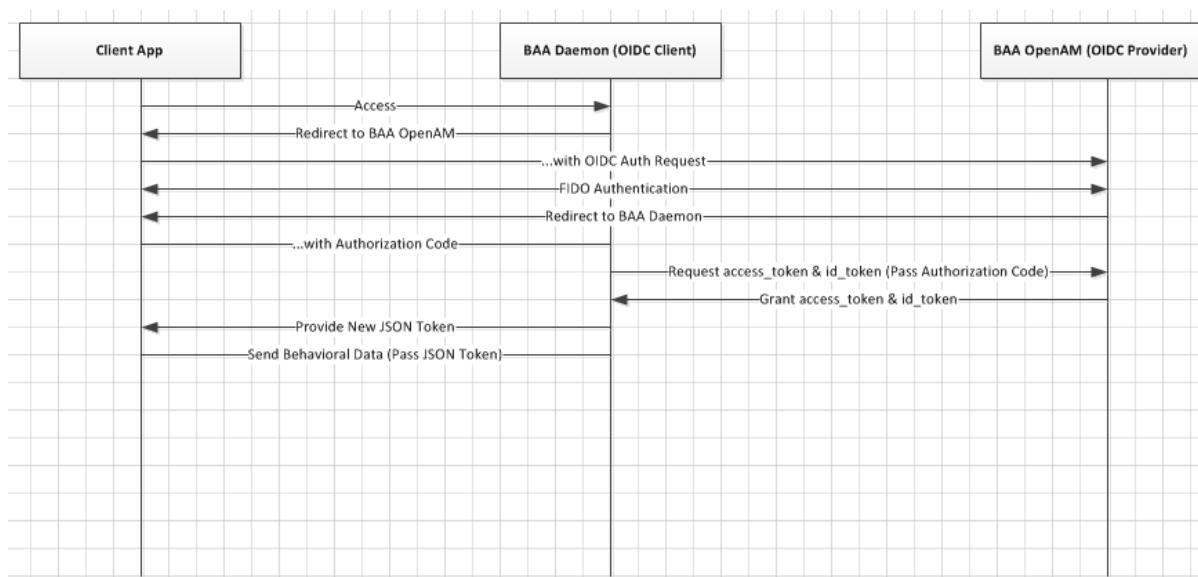 Client App
BAA Daemon (OIDC Client)
BAA OpenAM (OIDC Provider)
Access
Redirect to BAA OpenAM
...with OIDC Auth Request
FIDO Authentication
Redirect to BAA Daemon
...with Authorization Code
Request access_token & id_token (Pass Authorization Code)
Grant access_token & id_token
Provide New JSON Token
Send Behavioral Data (Pass JSON Token)